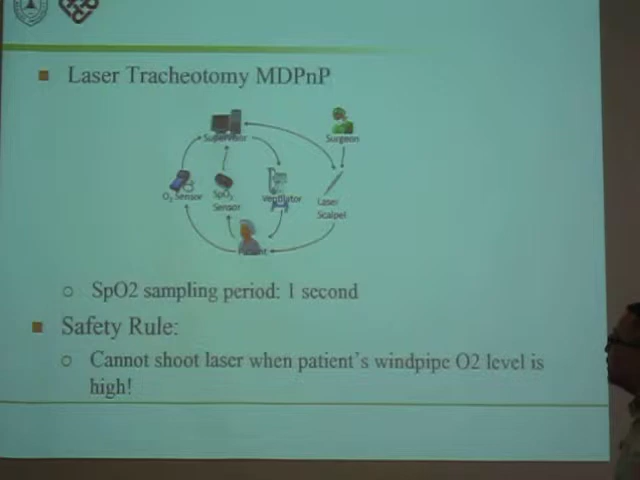 Laser Tracheotomy MDPnP
Supervisor
Surgeon
O2 Sensor
SpO2
Sensor
Ventilator
Laser
Scalpel
Patient
SpO2 sampling period: 1 second
Safety Rule:
Cannot shoot laser when patient's windpipe O2 level is
high!